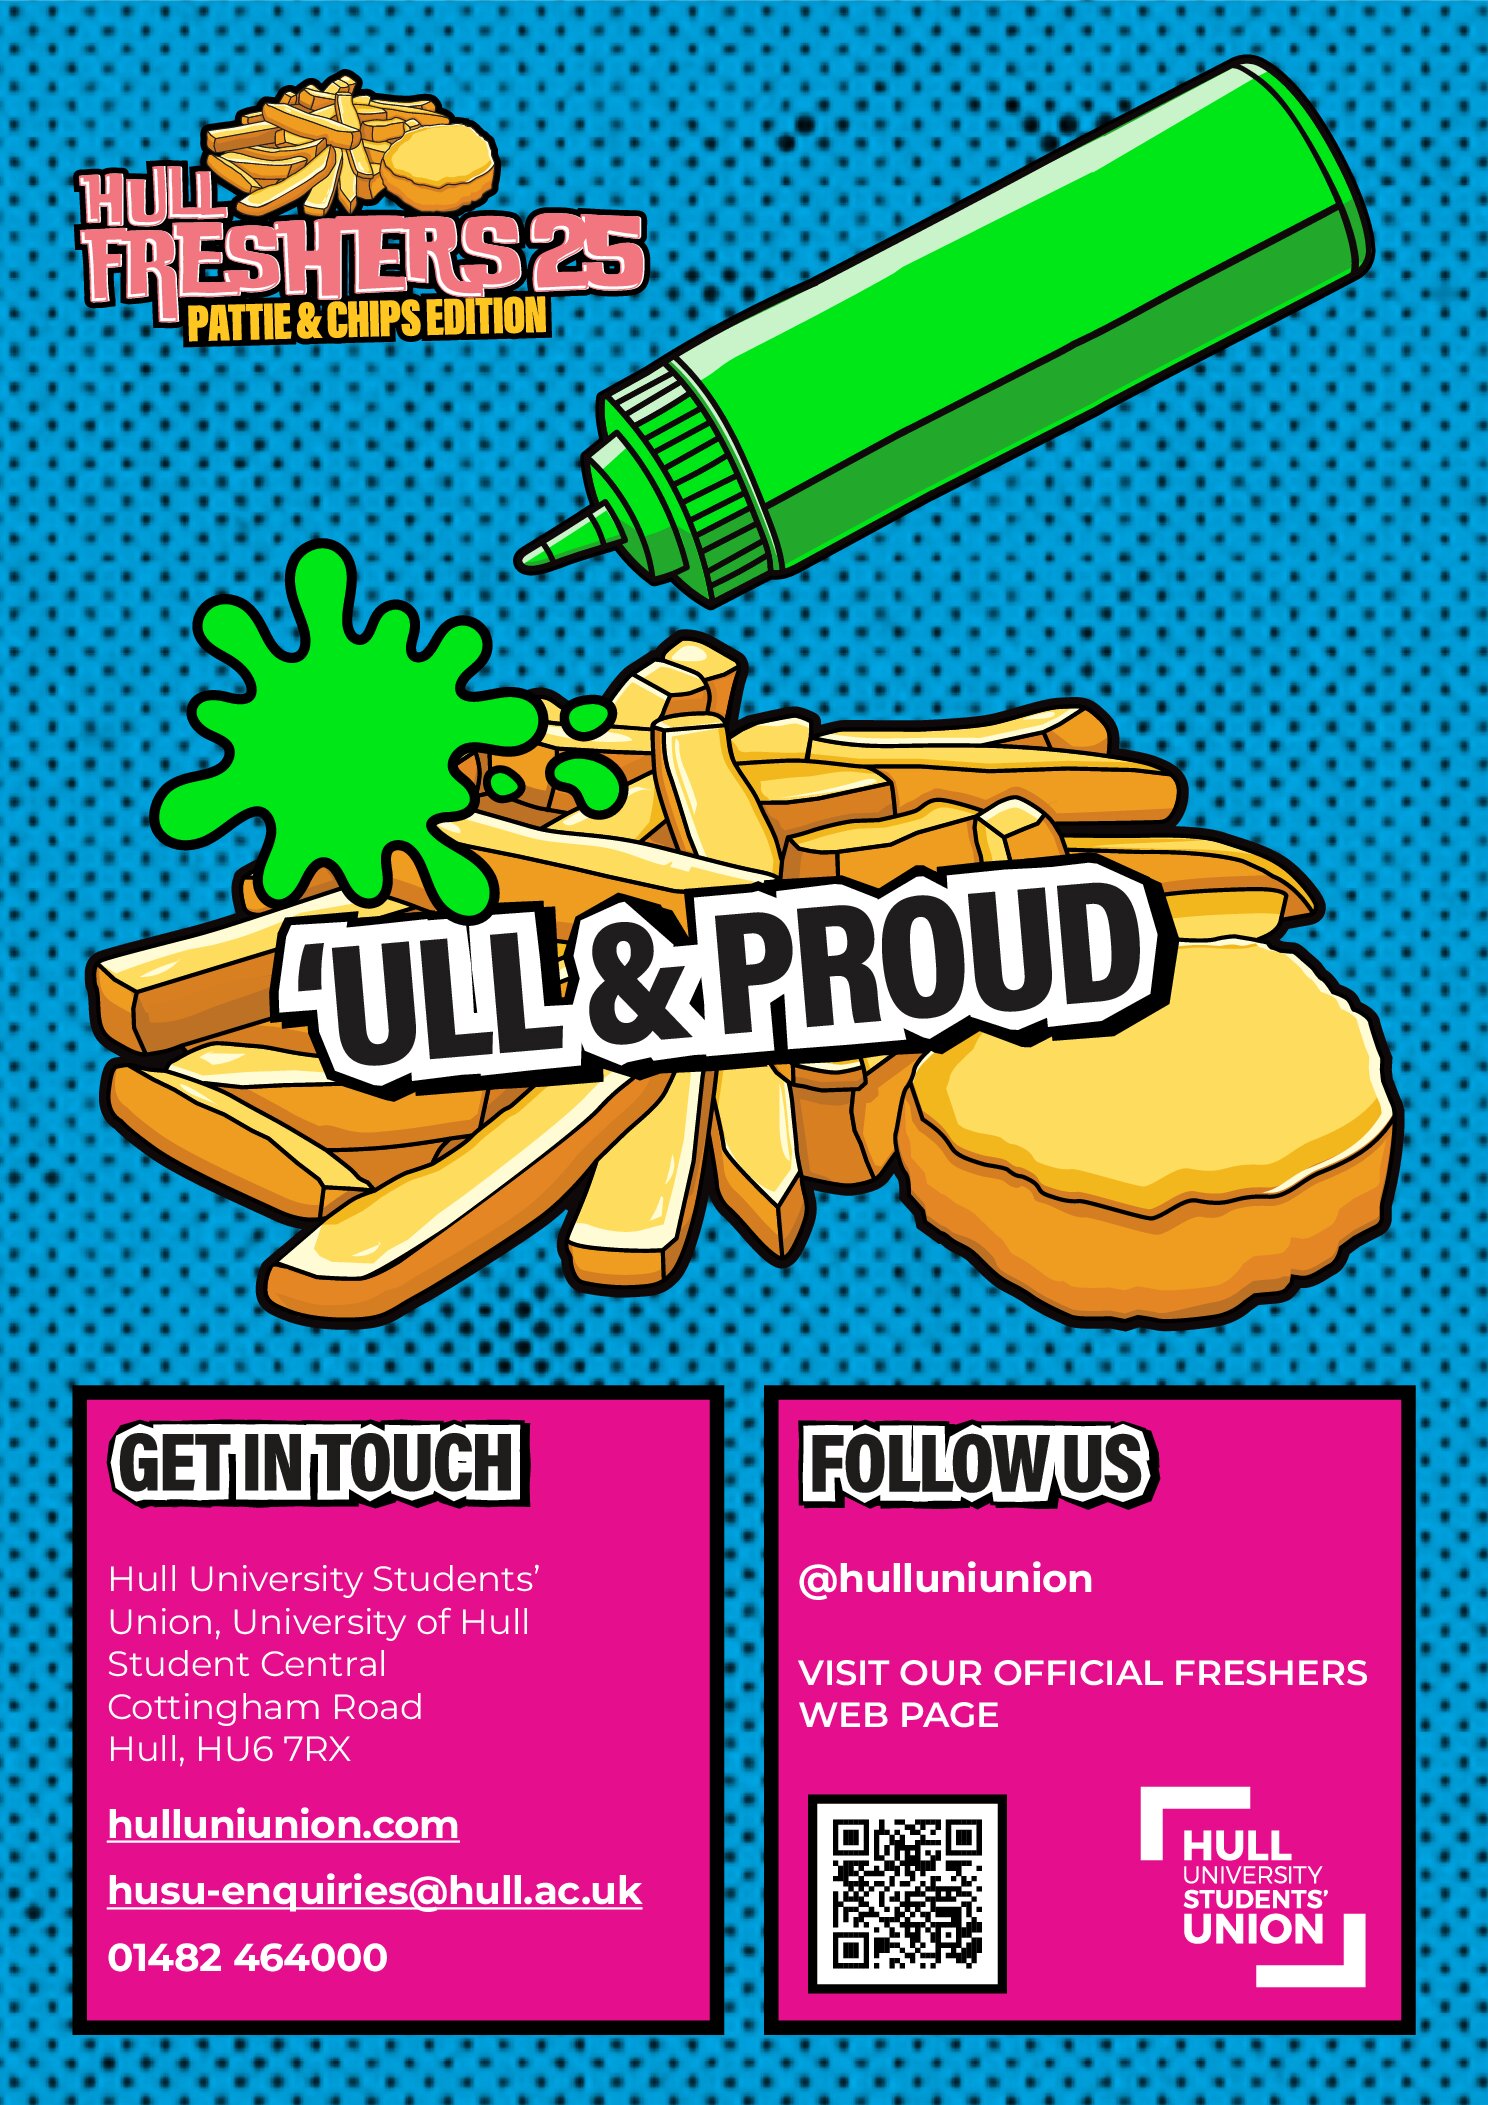 HULL
FRESHERS 25
PATTIE & CHIPS EDITION
‘ULL & PROUD
GET IN TOUCH
Hull University Students’
Union, University of Hull
Student Central
Cottingham Road
Hull, HU6 7RX
hulluniunion.com
husu-enquiries@hull.ac.uk
01482 464000
FOLLOW US
@hulluniunion
VISIT OUR OFFICIAL FRESHERS
WEB PAGE
HULL
UNIVERSITY
STUDENTS’
UNION